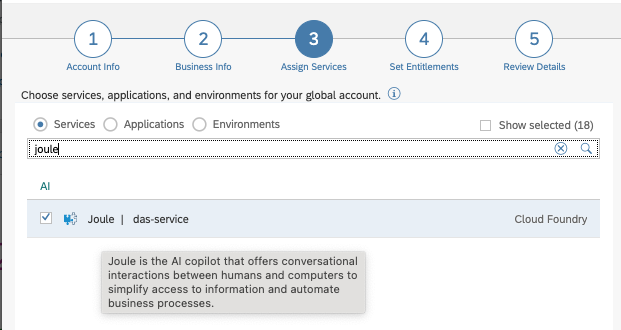 1 2 3 4 5
Account Info Business Info Assign Services Set Entitlements Review Details
Choose services, applications, and environments for your global account. i
Services Applications Environments Show selected (18)
joule
AI
Joule | das-service Cloud Foundry
Joule is the AI copilot that offers conversational
interactions between humans and computers to
simplify access to information and automate
business processes.